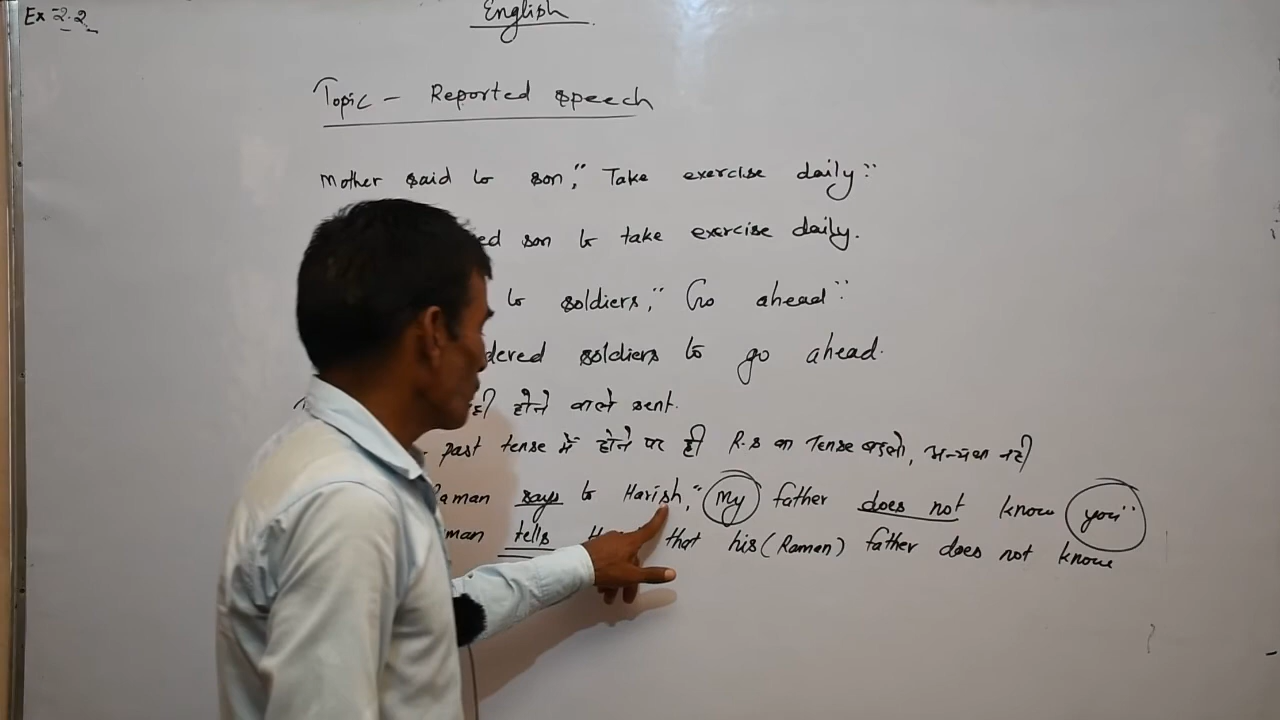 Ex 2.2
English
Topic - Reported speech
Mother said to son, " Take exercise daily "
ed son to take exercise daily.
to soldiers, " Go ahead "
dered soldiers to go ahead.
होने वाले sent.
past tense में होने पर ही R.S का Tense बदलो, अन्यथा नही
Raman says to Harish, " My father does not know you "
man tells that his (Raman) father does not know